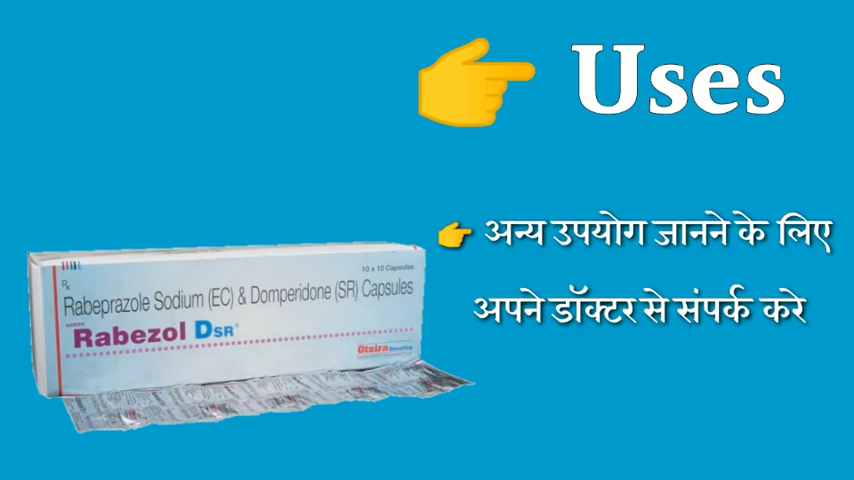 Uses
अन्य उपयोग जानने के लिए
अपने डॉक्टर से संपर्क करे
10 x 10 Capsules
Rx
Rabeprazole Sodium (EC) & Domperidone (SR) Capsules
Rabezol DSR
Otsira Genetica